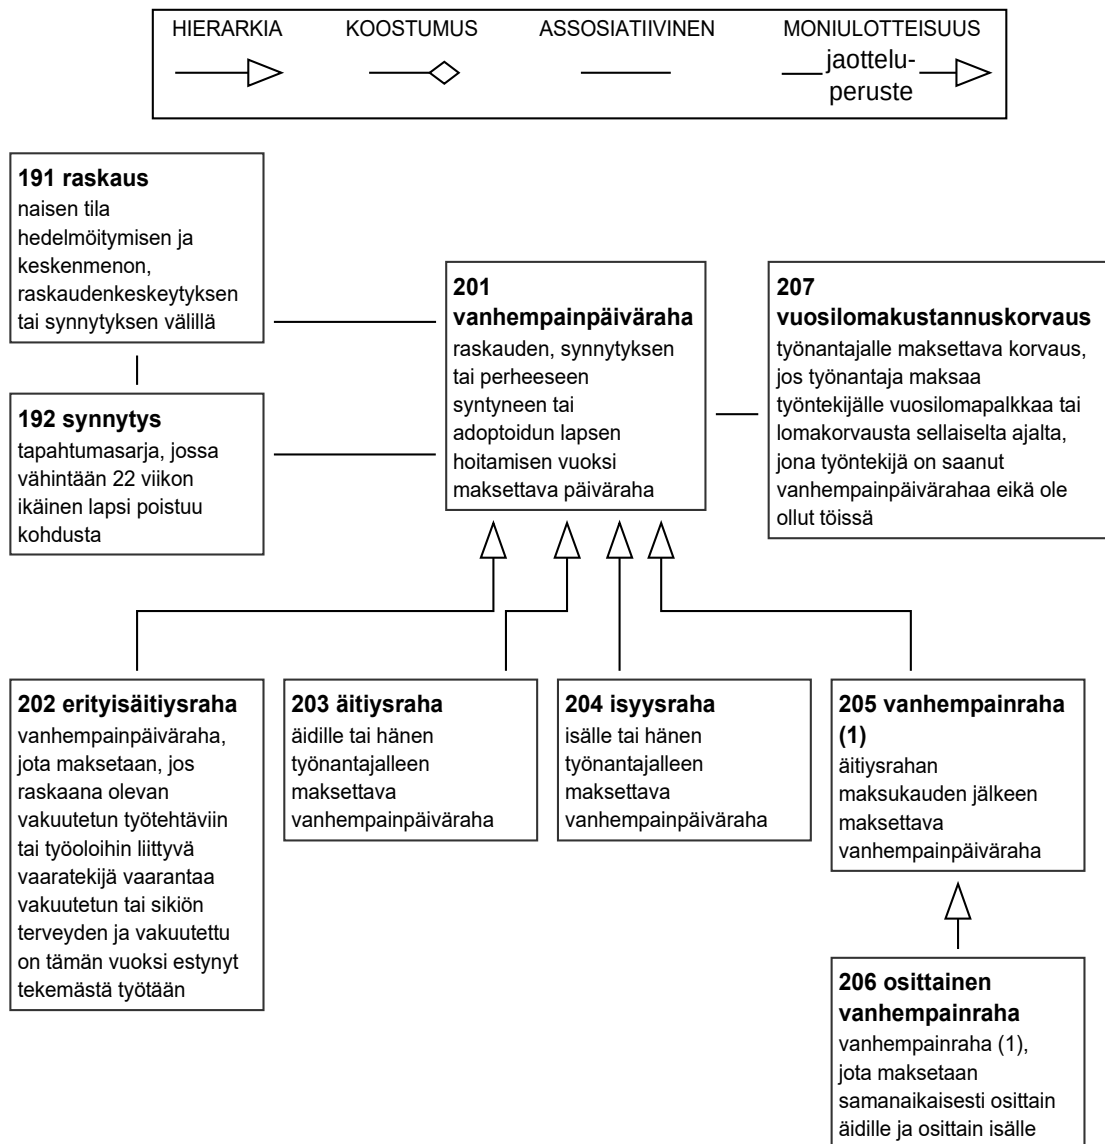 HIERARKIA
KOOSTUMUS
ASSOSIATIIVINEN
MONIULOTTEISUUS
jaottelu-
peruste
191 raskaus
naisen tila
hedelmöitymisen ja
keskenmenon,
raskaudenkeskeytyksen
tai synnytyksen välillä
192 synnytys
tapahtumasarja, jossa
vähintään 22 viikon
ikäinen lapsi poistuu
kohdusta
201
vanhempainpäiväraha
raskauden, synnytyksen
tai perheeseen
syntyneen tai
adoptoidun lapsen
hoitamisen vuoksi
maksettava päiväraha
207
vuosilomakustannuskorvaus
työnantajalle maksettava korvaus,
jos työnantaja maksaa
työntekijälle vuosilomapalkkaa tai
lomakorvausta sellaiselta ajalta,
jona työntekijä on saanut
vanhempainpäivärahaa eikä ole
ollut töissä
202 erityisäitiysraha
vanhempainpäiväraha,
jota maksetaan, jos
raskaana olevan
vakuutetun työtehtäviin
tai työoloihin liittyvä
vaaratekijä vaarantaa
vakuutetun tai sikiön
terveyden ja vakuutettu
on tämän vuoksi estynyt
tekemästä työtään
203 äitiysraha
äidille tai hänen
työnantajalleen
maksettava
vanhempainpäiväraha
204 isyysraha
isälle tai hänen
työnantajalleen
maksettava
vanhempainpäiväraha
205 vanhempainraha
(1)
äitiysrahan
maksukauden jälkeen
maksettava
vanhempainpäiväraha
206 osittainen
vanhempainraha
vanhempainraha (1),
jota maksetaan
samanaikaisesti osittain
äidille ja osittain isälle